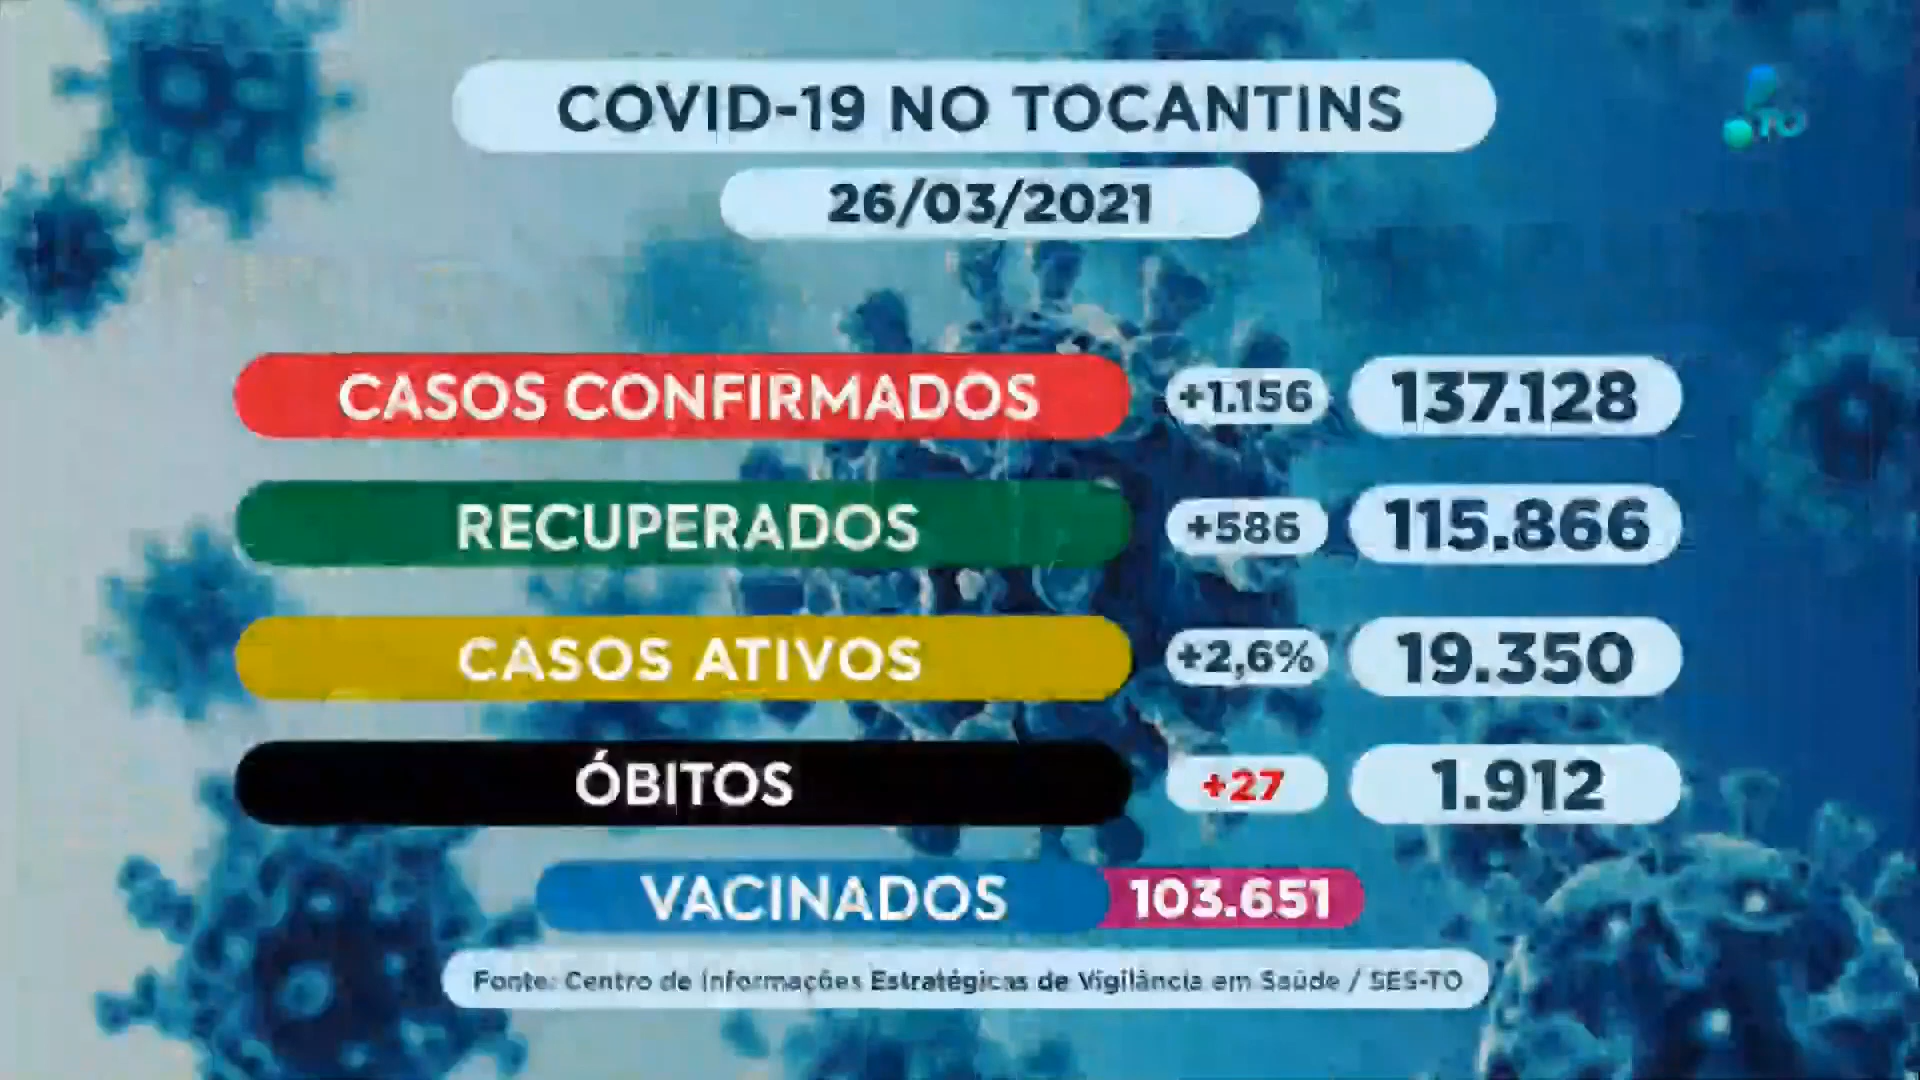 COVID-19 NO TOCANTINS
TO
26/03/2021
CASOS CONFIRMADOS +1.156 137.128
RECUPERADOS +586 115.866
CASOS ATIVOS +2,6% 19.350
ÓBITOS +27 1.912
VACINADOS 103.651
Fonte: Centro de Informações Estratégicas de Vigilância em Saúde / SES-TO